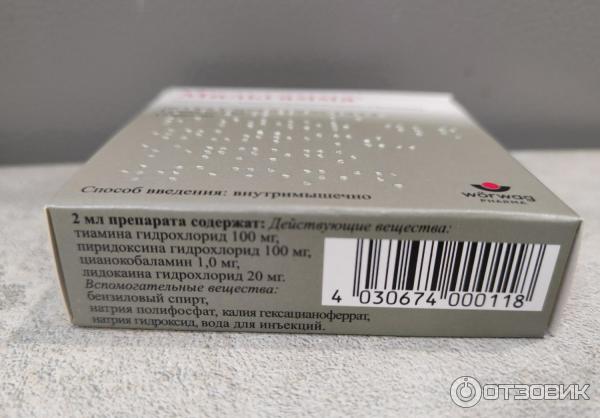 Мильгамма
Способ введения: внутримышечно
wörwag
PHARMA
2 мл препарата содержат: Действующие вещества:
тиамина гидрохлорид 100 мг,
пиридоксина гидрохлорид 100 мг,
цианокобаламин 1,0 мг,
лидокаина гидрохлорид 20 мг.
Вспомогательные вещества:
бензиловый спирт,
натрия полифосфат, калия гексацианоферрат,
натрия гидроксид, вода для инъекций.
4 030674 000118
ОТЗОВИК